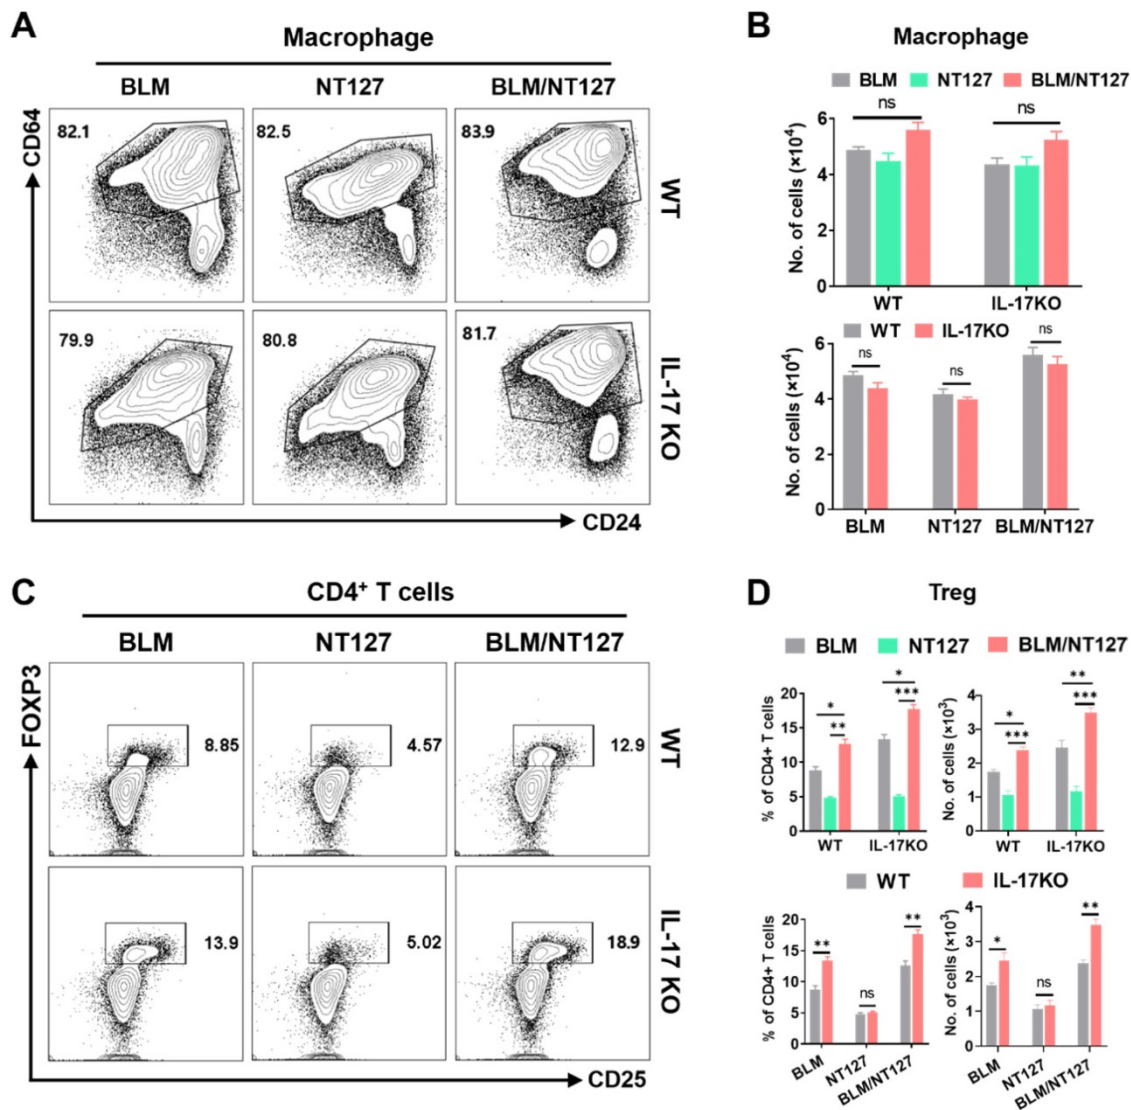 A
Macrophage
BLM NT127 BLM/NT127
CD64
82.1 82.5 83.9
WT
79.9 80.8 81.7
IL-17 KO
CD24
B
Macrophage
BLM NT127 BLM/NT127
No. of cells (×10⁴)
6
4
2
0
ns ns
WT IL-17KO
WT IL-17KO
No. of cells (×10⁴)
6
4
2
0
ns ns ns
BLM NT127 BLM/NT127
C
CD4⁺ T cells
BLM NT127 BLM/NT127
FOXP3
8.85 4.57 12.9
WT
13.9 5.02 18.9
IL-17 KO
CD25
D
Treg
BLM NT127 BLM/NT127
% of CD4+ T cells
20
15
10
5
0
* ** * ***
WT IL-17KO
No. of cells (×10³)
4
3
2
1
0
* *** ** ***
WT IL-17KO
WT IL-17KO
% of CD4+ T cells
20
15
10
5
0
** ns **
BLM NT127 BLM/NT127
No. of cells (×10³)
4
3
2
1
0
* ns **
BLM NT127 BLM/NT127